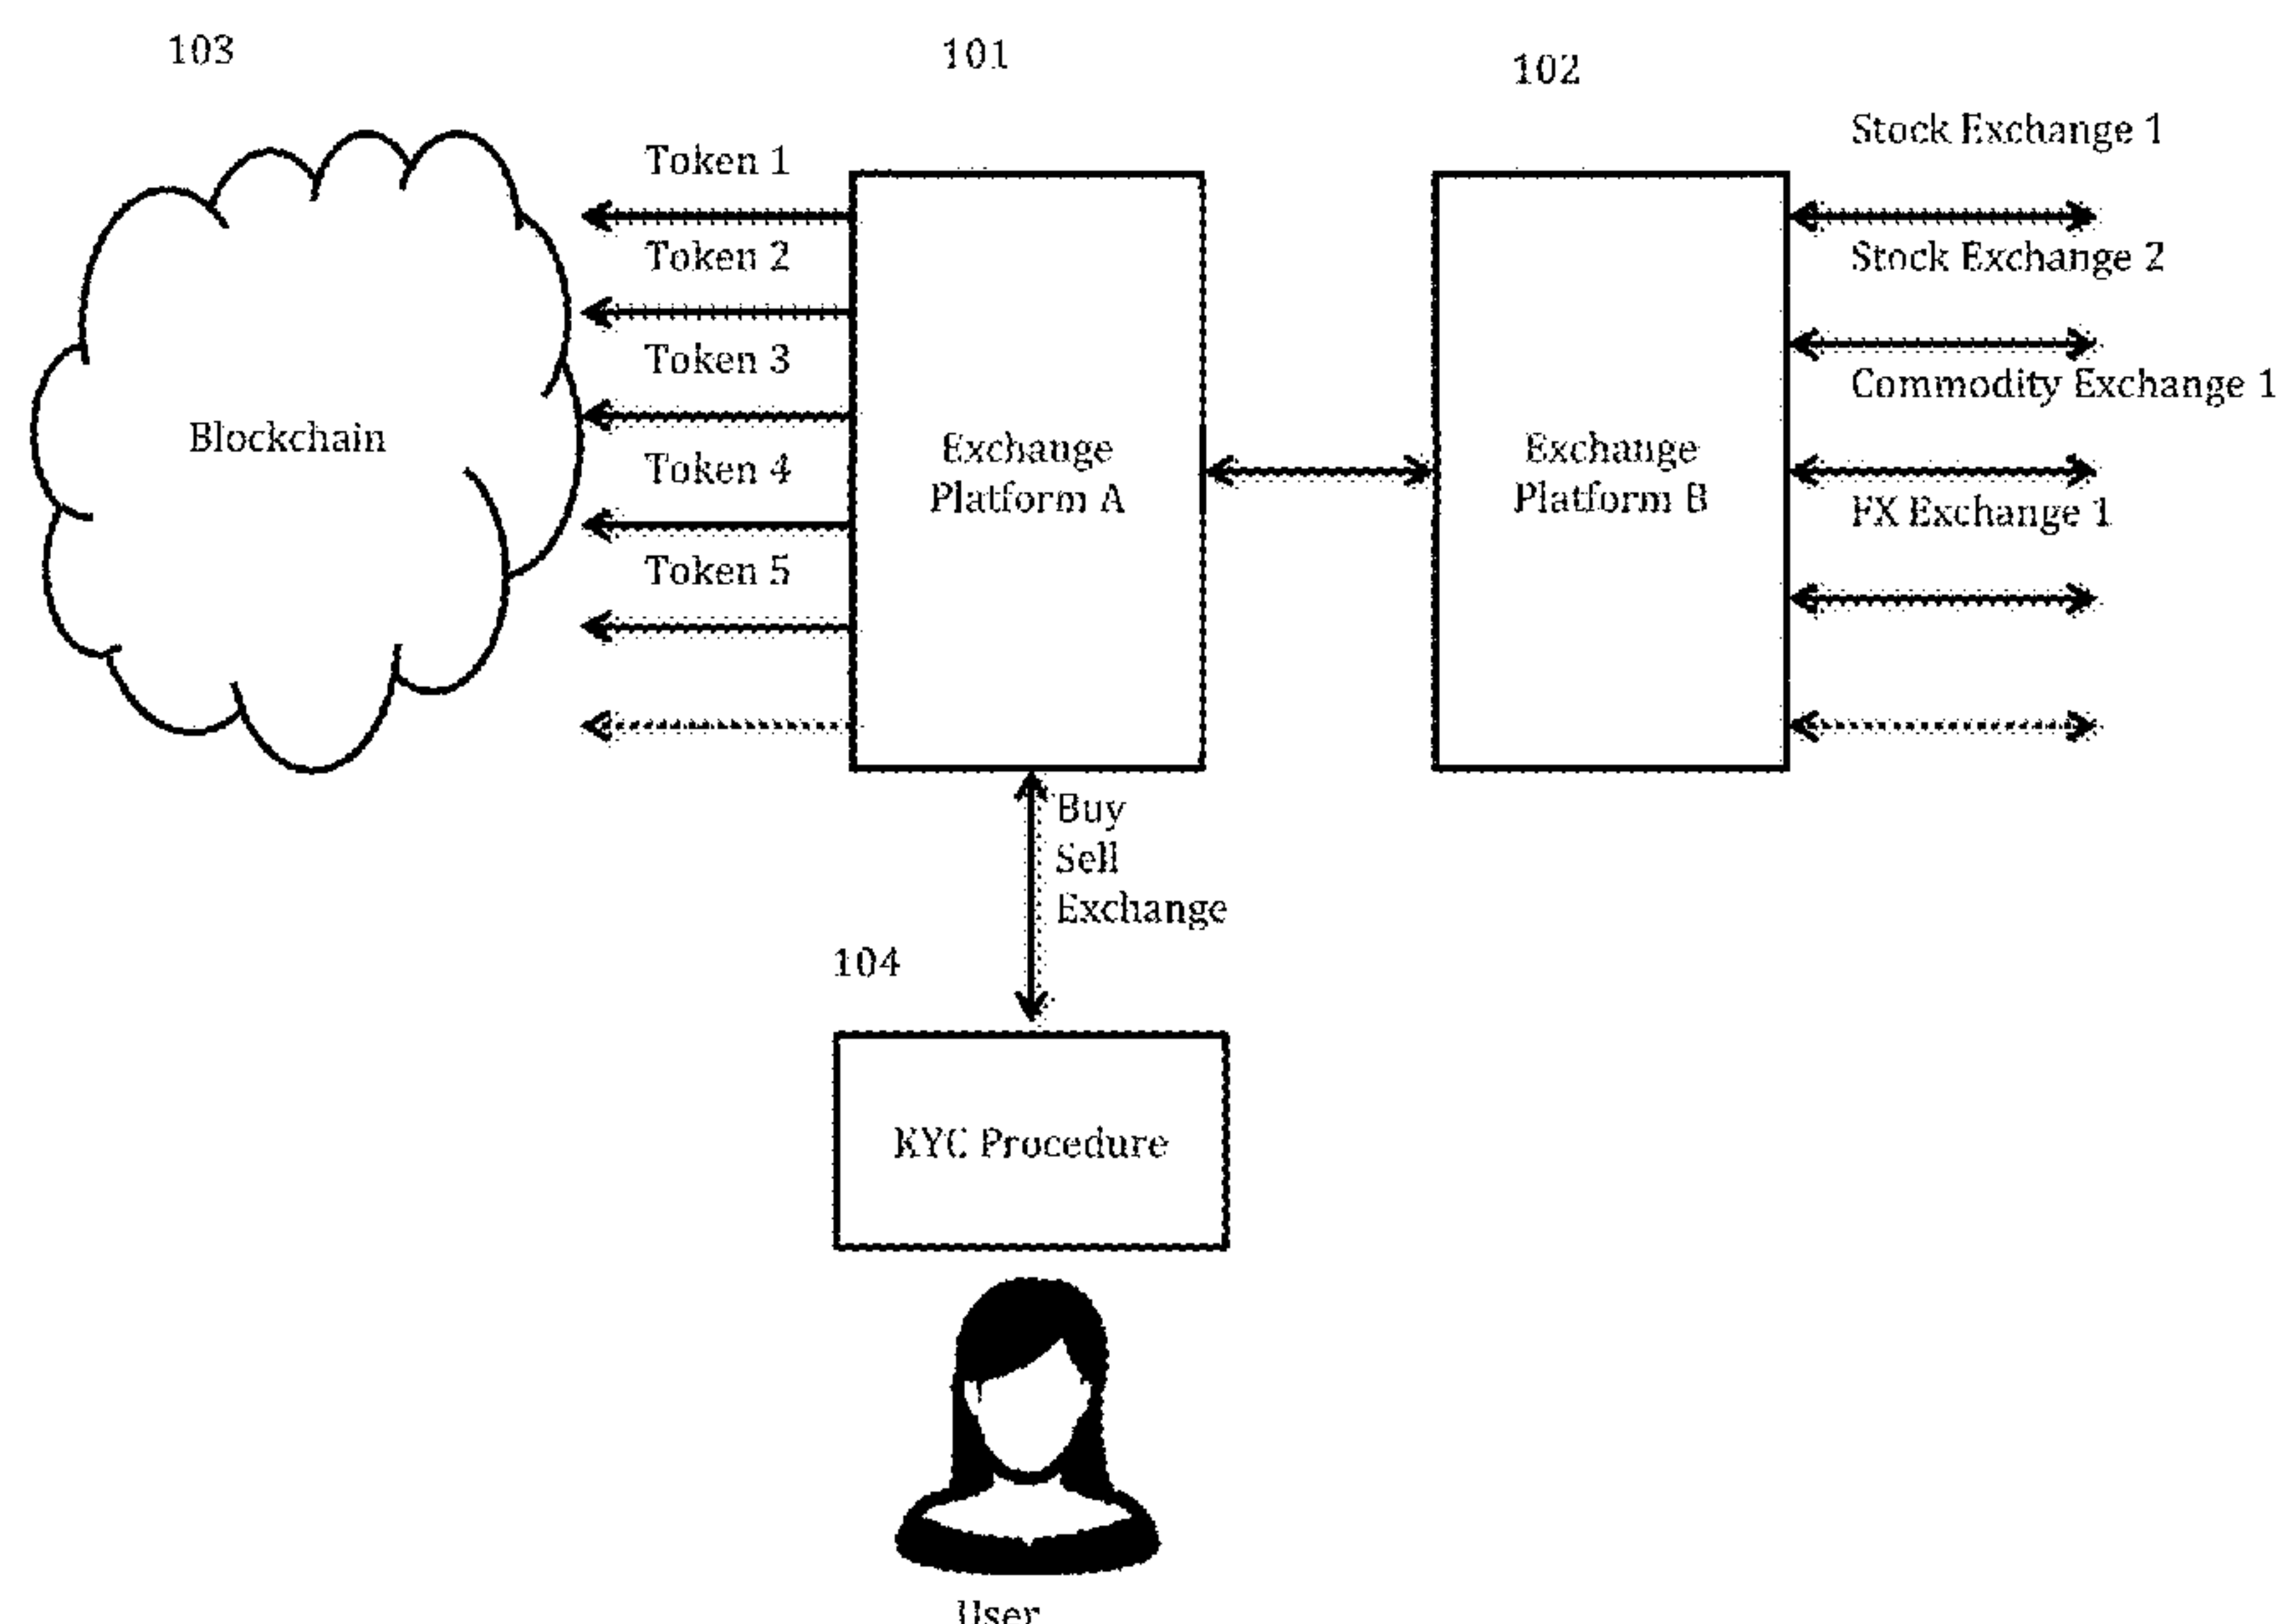 103
101
102
Stock Exchange 1
Token 1
Token 2
Stock Exchange 2
Token 3
Commodity Exchange 1
Blockchain
Exchange
Platform A
Exchange
Platform B
Token 4
FX Exchange 1
Token 5
Buy
Sell
Exchange
104
KYC Procedure
User